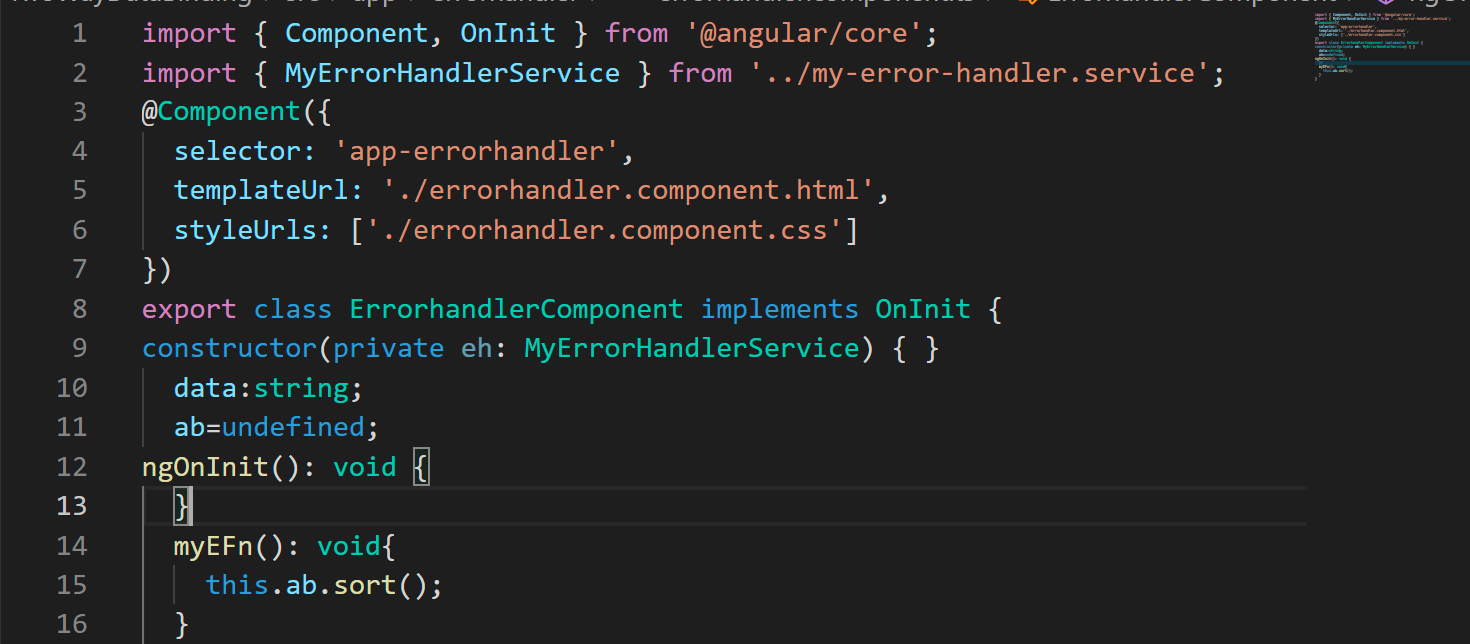 1 import { Component, OnInit } from '@angular/core';
2 import { MyErrorHandlerService } from '../my-error-handler.service';
3 @Component({
4 selector: 'app-errorhandler',
5 templateUrl: './errorhandler.component.html',
6 styleUrls: ['./errorhandler.component.css']
7 })
8 export class ErrorhandlerComponent implements OnInit {
9 constructor(private eh: MyErrorHandlerService) { }
10 data:string;
11 ab=undefined;
12 ngOnInit(): void {
13 }
14 myEFn(): void{
15 this.ab.sort();
16 }